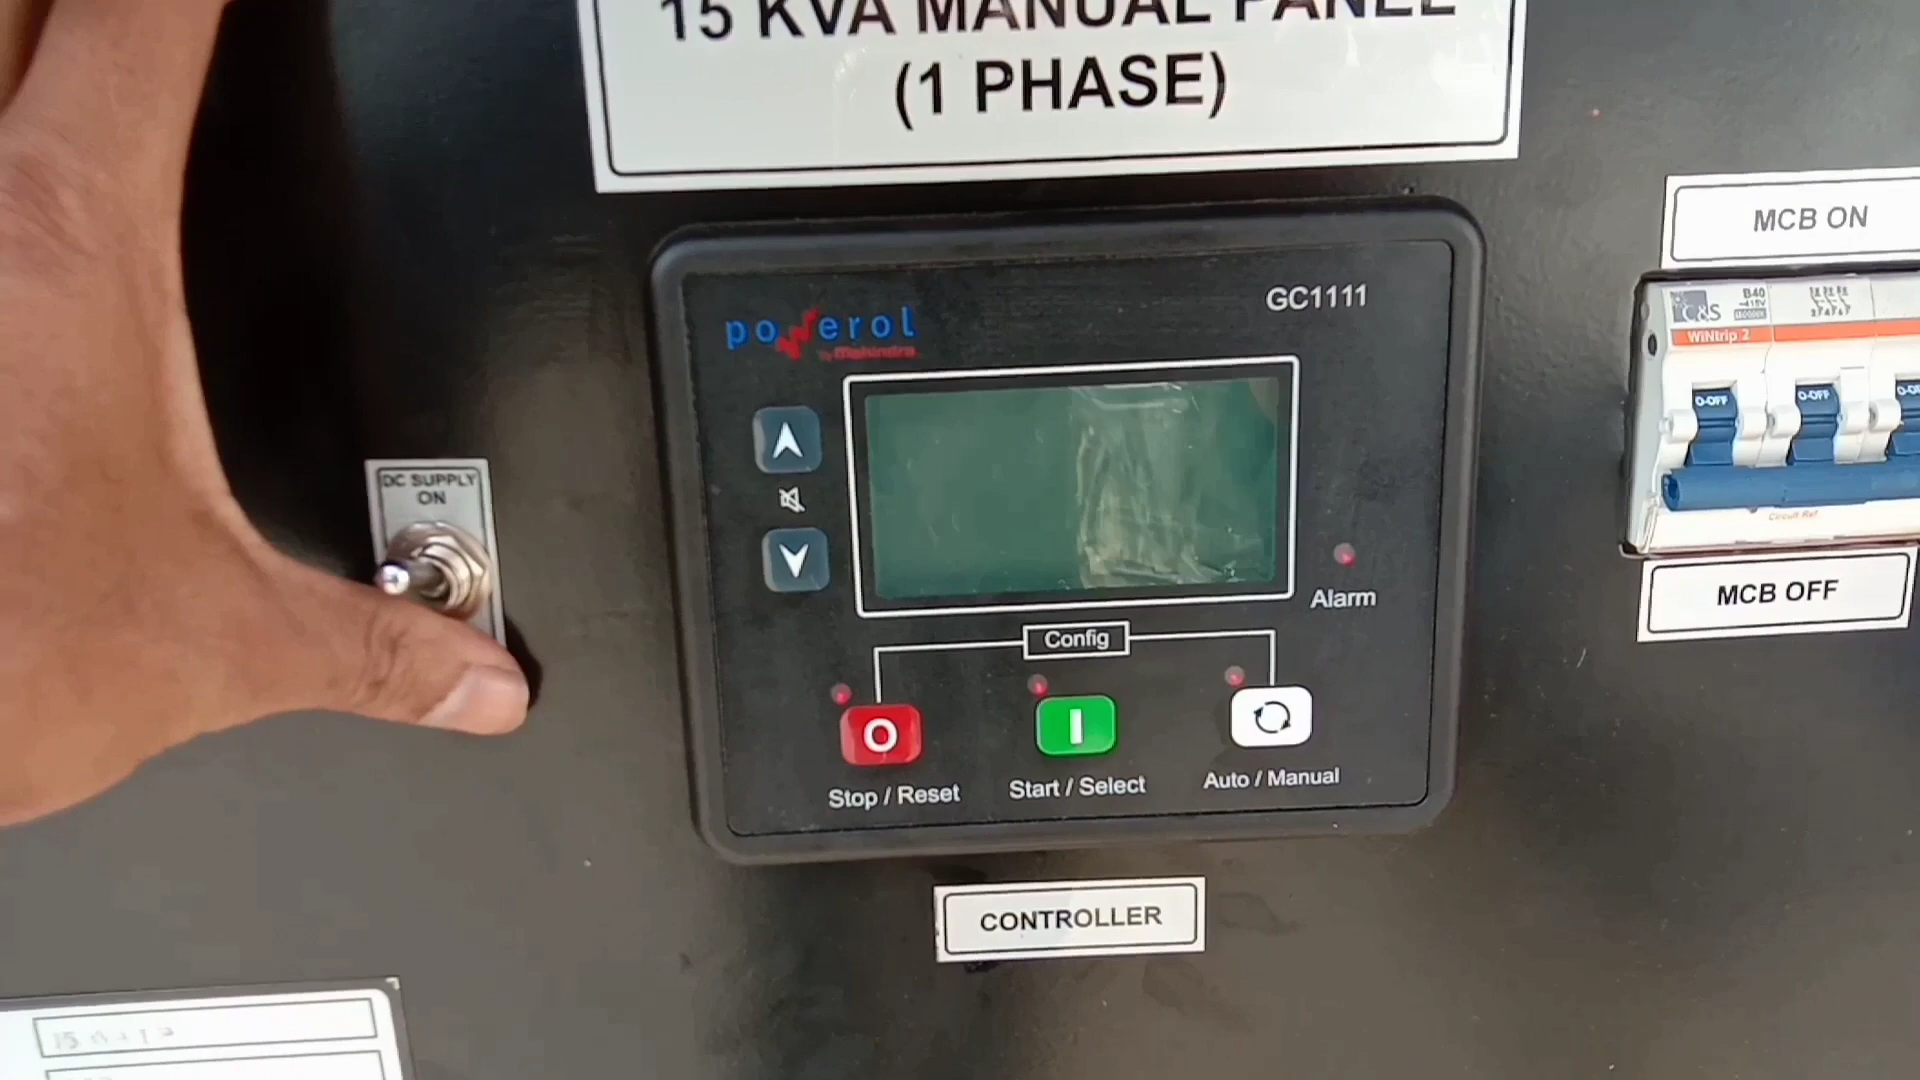 15 KVA MANUAL PANEL
(1 PHASE)
MCB ON
GC1111
powerol
by Mahindra
C&S
B40
~415V
WiNtrip 2
O-OFF
O-OFF
DC SUPPLY
ON
Alarm
MCB OFF
Config
Stop / Reset
Start / Select
Auto / Manual
CONTROLLER